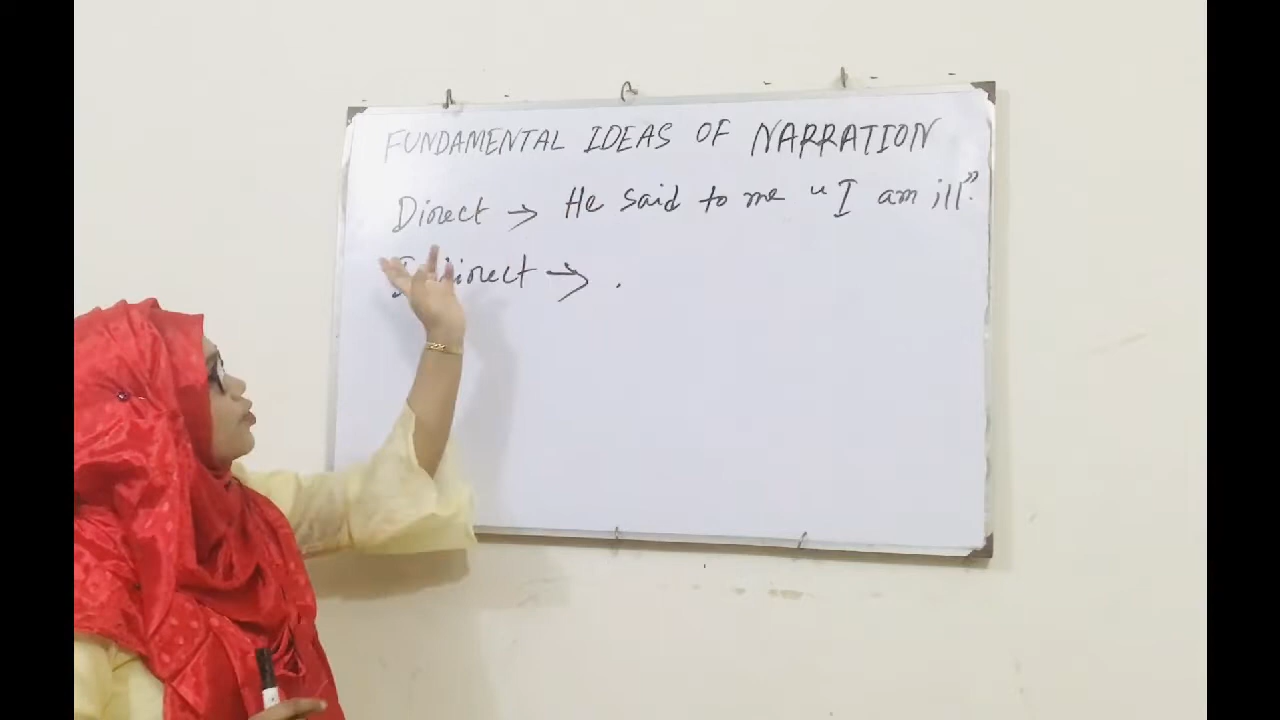 FUNDAMENTAL IDEAS OF NARRATION
Direct → He said to me "I am ill".
Indirect → .